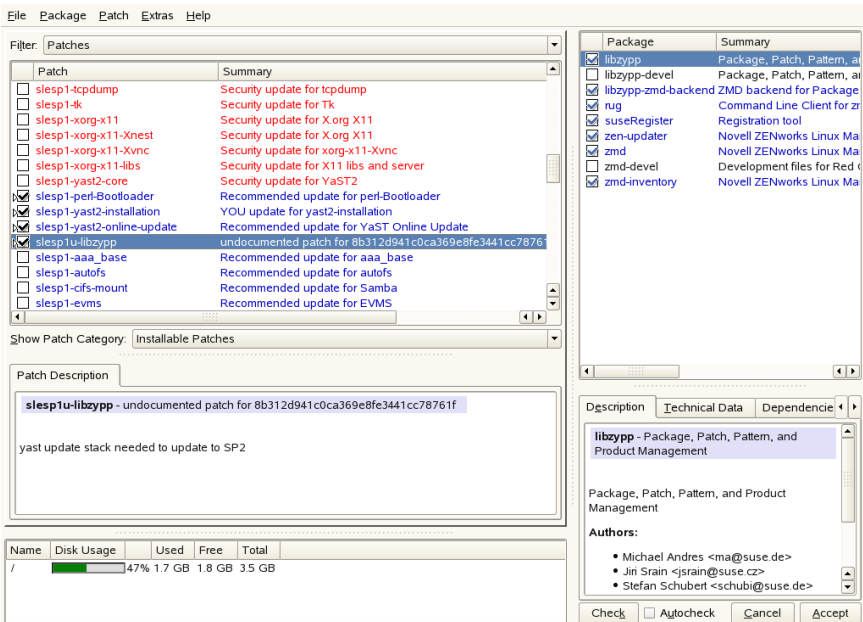 File Package Patch Extras Help
Filter: Patches
Patch Summary
slesp1-tcpdump Security update for tcpdump
slesp1-tk Security update for Tk
slesp1-xorg-x11 Security update for X.org X11
slesp1-xorg-x11-Xnest Security update for X.org X11
slesp1-xorg-x11-Xvnc Security update for xorg-x11-Xvnc
slesp1-xorg-x11-libs Security update for X11 libs and server
slesp1-yast2-core Security update for YaST2
slesp1-perl-Bootloader Recommended update for perl-Bootloader
slesp1-yast2-installation YOU update for yast2-installation
slesp1-yast2-online-update Recommended update for YaST Online Update
slesp1u-libzypp undocumented patch for 8b312d941c0ca369e8fe3441cc78761
slesp1-aaa_base Recommended update for aaa_base
slesp1-autofs Recommended update for autofs
slesp1-cifs-mount Recommended update for Samba
slesp1-evms Recommended update for EVMS
Show Patch Category: Installable Patches
Patch Description
slesp1u-libzypp - undocumented patch for 8b312d941c0ca369e8fe3441cc78761f
yast update stack needed to update to SP2
Name Disk Usage Used Free Total
/ 47% 1.7 GB 1.8 GB 3.5 GB
Package Summary
libzypp Package, Patch, Pattern, a
libzypp-devel Package, Patch, Pattern, a
libzypp-zmd-backend ZMD backend for Package
rug Command Line Client for z
suseRegister Registration tool
zen-updater Novell ZENworks Linux Ma
zmd Novell ZENworks Linux Ma
zmd-devel Development files for Red
zmd-inventory Novell ZENworks Linux Ma
Description Technical Data Dependencie
libzypp - Package, Patch, Pattern, and
Product Management
Package, Patch, Pattern, and Product
Management
Authors:
• Michael Andres <ma@suse.de>
• Jiri Srain <jsrain@suse.cz>
• Stefan Schubert <schubi@suse.de>
Check Autocheck Cancel Accept